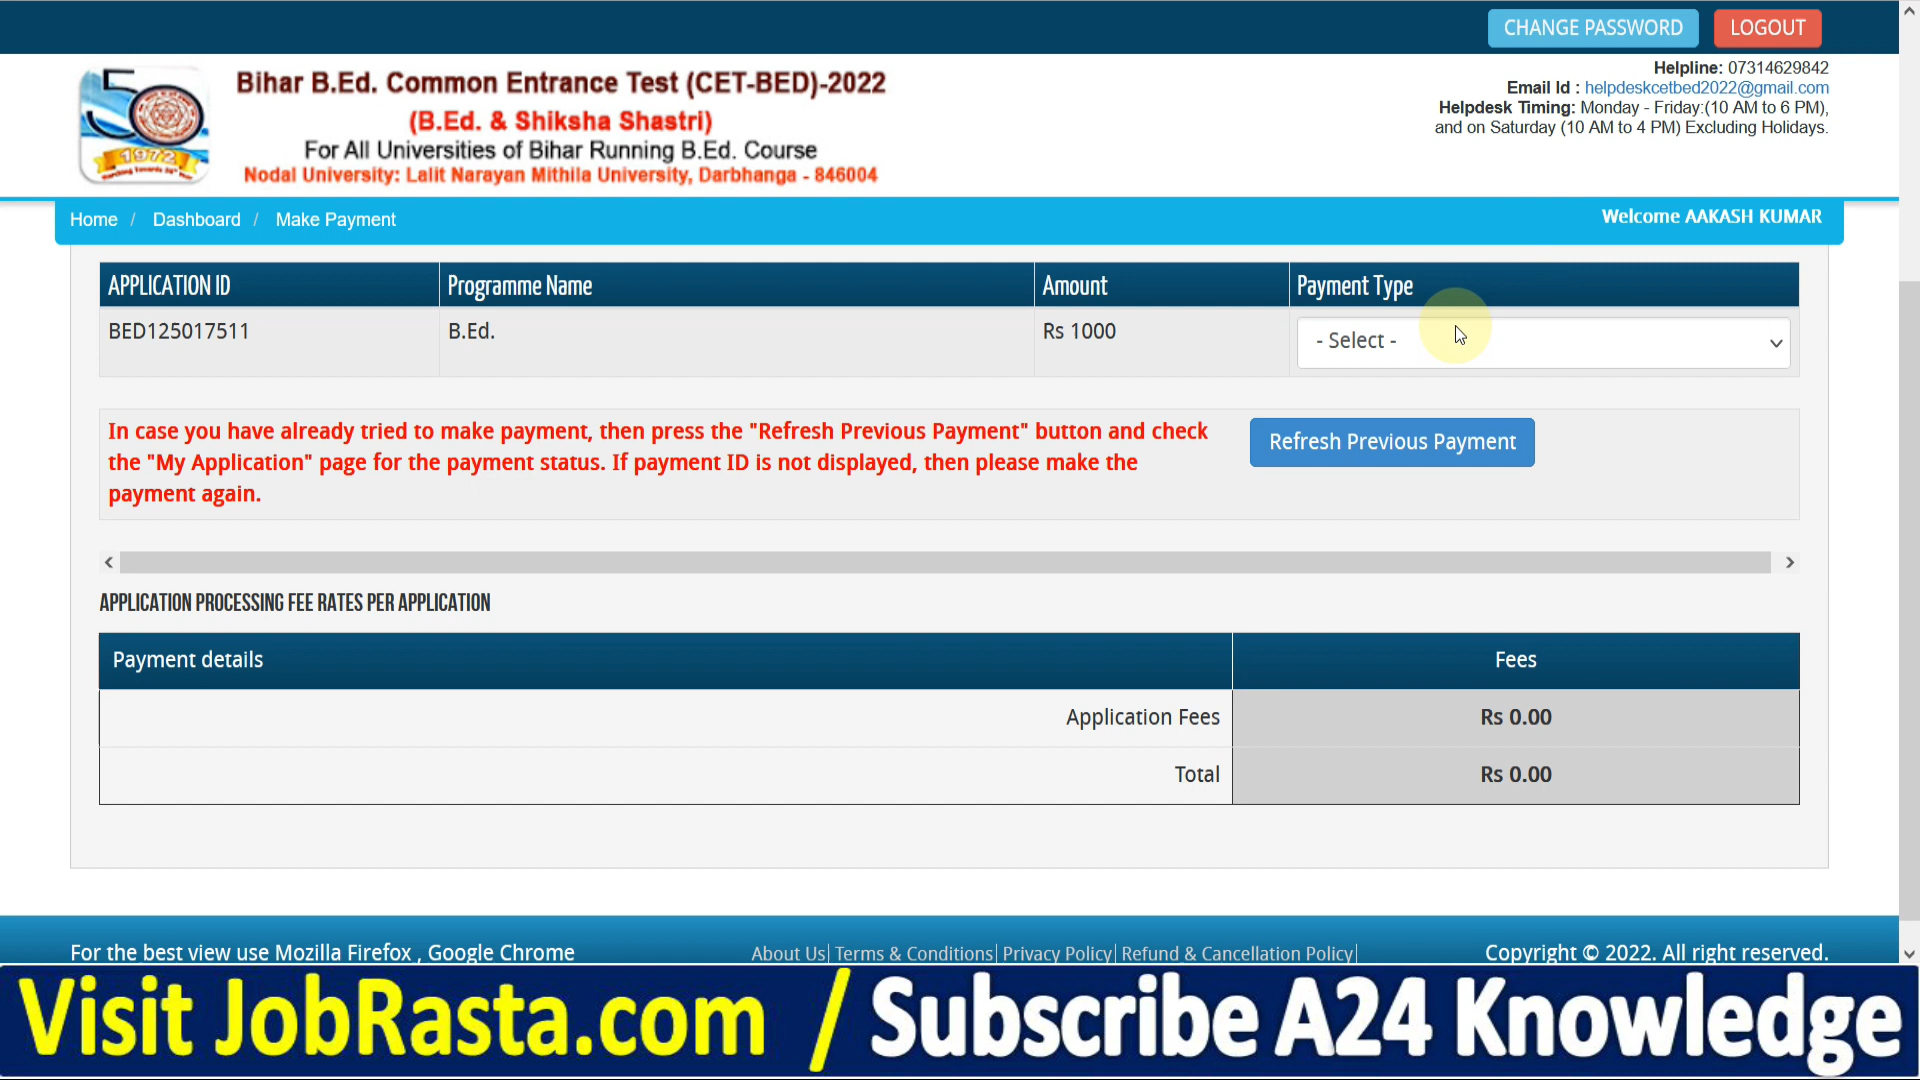 CHANGE PASSWORD
LOGOUT
Bihar B.Ed. Common Entrance Test (CET-BED)-2022
(B.Ed. & Shiksha Shastri)
For All Universities of Bihar Running B.Ed. Course
Nodal University: Lalit Narayan Mithila University, Darbhanga - 846004
50
1972
Helpline: 07314629842
Email Id : helpdeskcetbed2022@gmail.com
Helpdesk Timing: Monday - Friday:(10 AM to 6 PM),
and on Saturday (10 AM to 4 PM) Excluding Holidays.
Home / Dashboard / Make Payment
Welcome AAKASH KUMAR
APPLICATION ID Programme Name Amount Payment Type
BED125017511 B.Ed. Rs 1000 - Select -
In case you have already tried to make payment, then press the "Refresh Previous Payment" button and check
the "My Application" page for the payment status. If payment ID is not displayed, then please make the
payment again.
Refresh Previous Payment
APPLICATION PROCESSING FEE RATES PER APPLICATION
Payment details Fees
Application Fees Rs 0.00
Total Rs 0.00
For the best view use Mozilla Firefox , Google Chrome
About Us| Terms & Conditions| Privacy Policy| Refund & Cancellation Policy|
Copyright © 2022. All right reserved.
Visit JobRasta.com / Subscribe A24 Knowledge